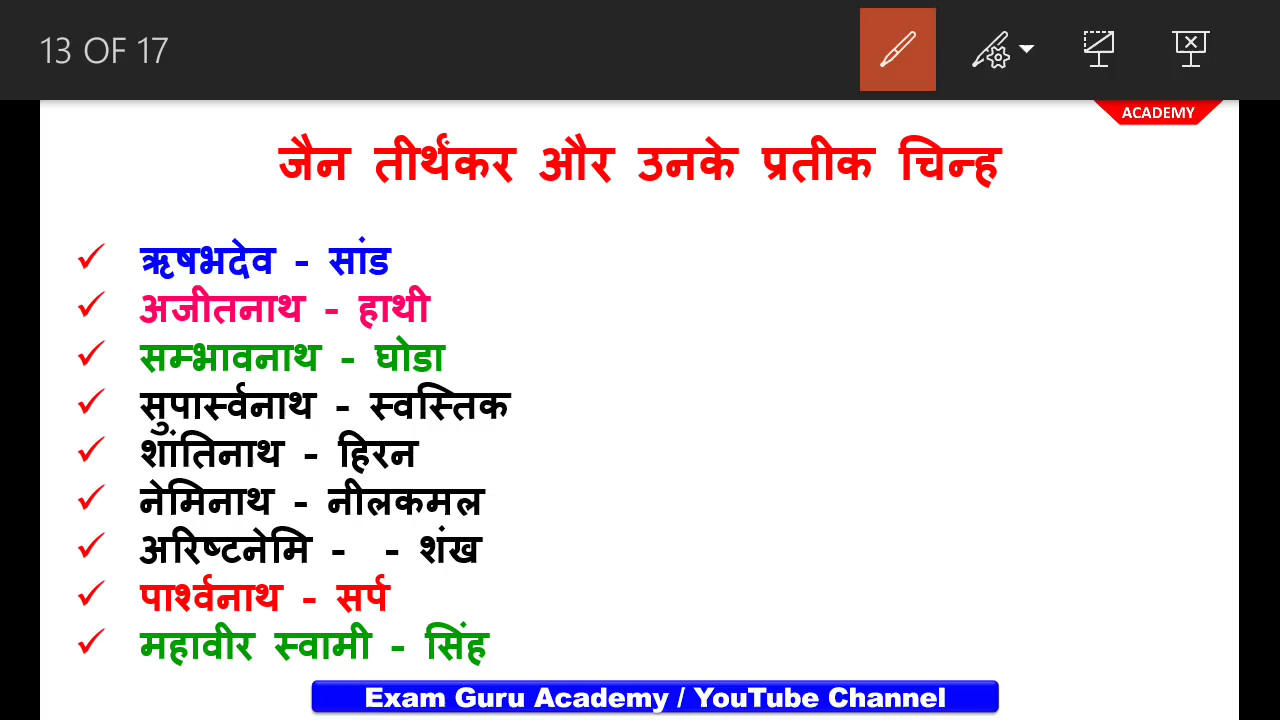 13 OF 17
ACADEMY
जैन तीर्थंकर और उनके प्रतीक चिन्ह
ऋषभदेव - सांड
अजीतनाथ - हाथी
सम्भावनाथ - घोडा
सुपार्स्वनाथ - स्वस्तिक
शांतिनाथ - हिरन
नेमिनाथ - नीलकमल
अरिष्टनेमि - - शंख
पार्श्वनाथ - सर्प
महावीर स्वामी - सिंह
Exam Guru Academy / YouTube Channel